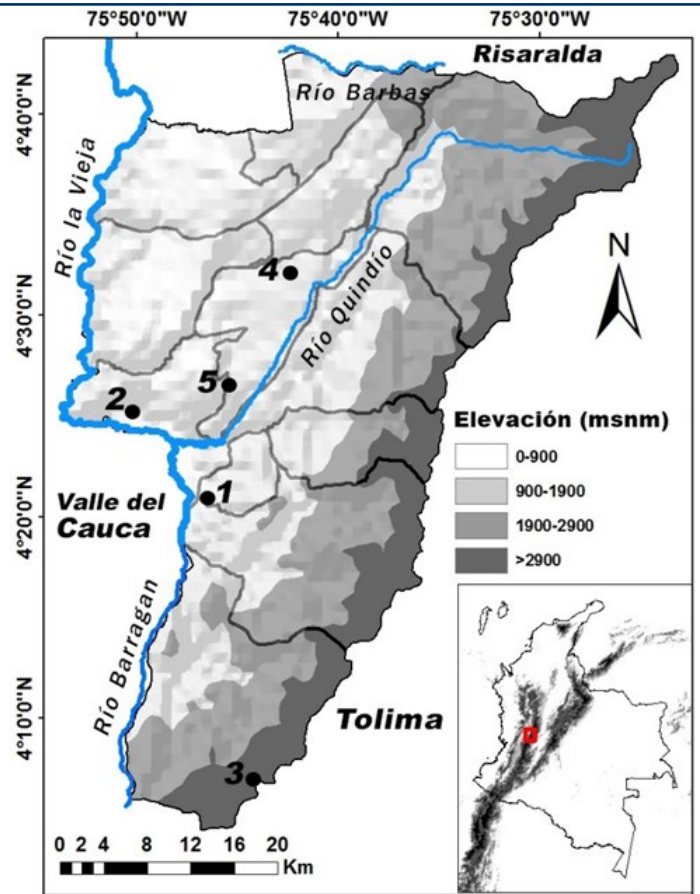 75°50'0"W 75°40'0"W 75°30'0"W
Risaralda
Río Barbas
4°40'0"N
Río la Vieja
4
N
4°30'0"N
Río Quindío
5
2
Elevación (msnm)
0-900
900-1900
1900-2900
>2900
1
Valle del
Cauca
4°20'0"N
Río Barragan
Tolima
4°10'0"N
3
0 2 4 8 12 16 20
Km